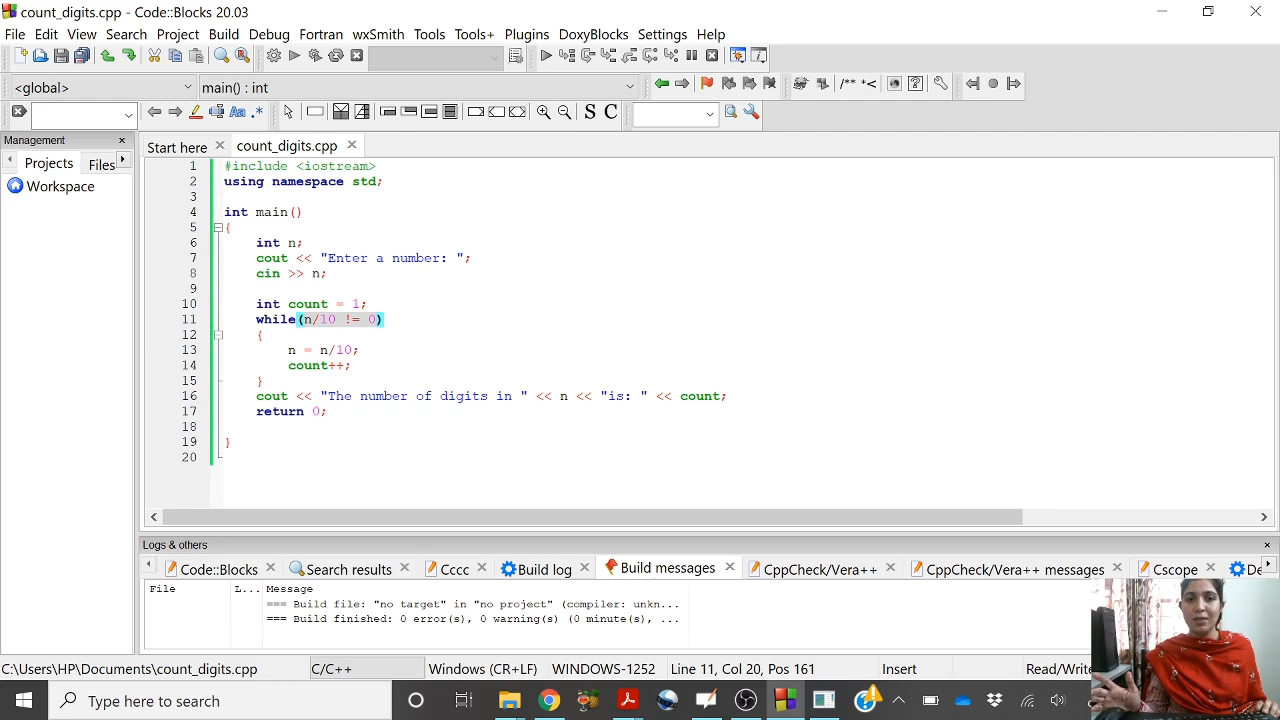 count_digits.cpp - Code::Blocks 20.03
File Edit View Search Project Build Debug Fortran wxSmith Tools Tools+ Plugins DoxyBlocks Settings Help
<global> main() : int
/** *<
Aa .* S C
Management
Start here count_digits.cpp
Projects Files
Workspace
1 #include <iostream>
2 using namespace std;
3
4 int main()
5 {
6 int n;
7 cout << "Enter a number: ";
8 cin >> n;
9
10 int count = 1;
11 while(n/10 != 0)
12 {
13 n = n/10;
14 count++;
15 }
16 cout << "The number of digits in " << n << "is: " << count;
17 return 0;
18
19 }
20
Logs & others
Code::Blocks Search results Cccc Build log Build messages CppCheck/Vera++ CppCheck/Vera++ messages Cscope De
File L... Message
=== Build file: "no target" in "no project" (compiler: unkn...
=== Build finished: 0 error(s), 0 warning(s) (0 minute(s), ...
C:\Users\HP\Documents\count_digits.cpp C/C++ Windows (CR+LF) WINDOWS-1252 Line 11, Col 20, Pos 161 Insert Read/Write
Type here to search